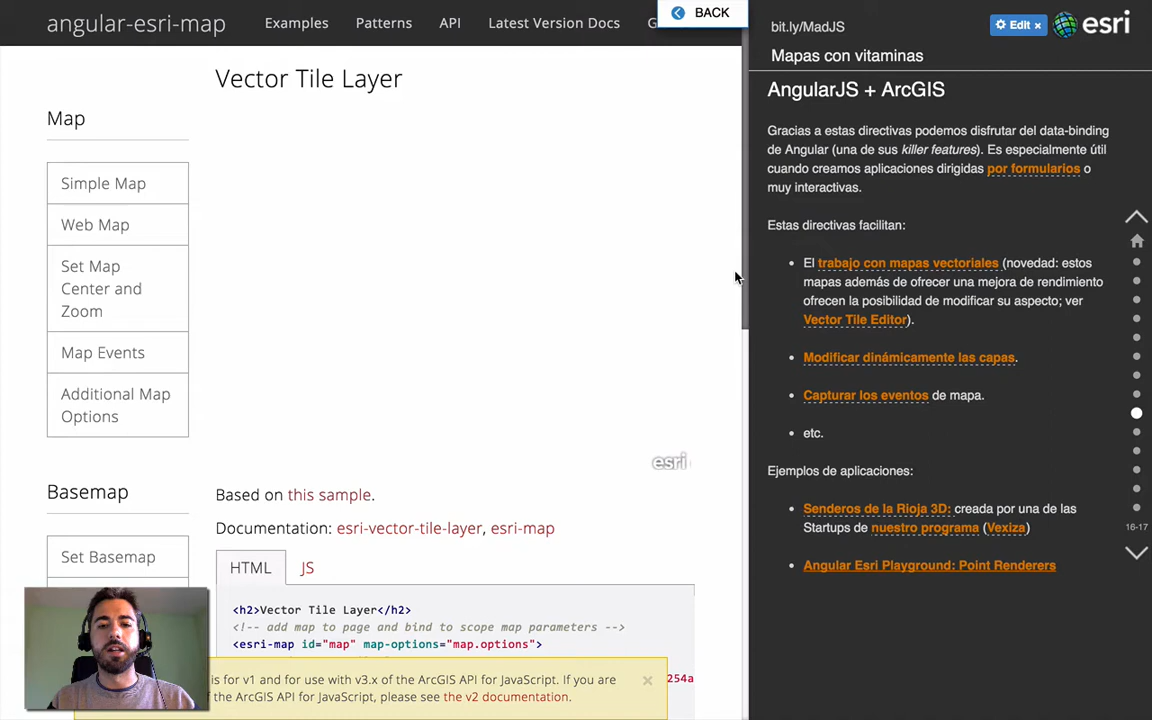 angular-esri-map
Examples
Patterns
API
Latest Version Docs
G
BACK
Vector Tile Layer
Map
Simple Map
Web Map
Set Map
Center and
Zoom
Map Events
Additional Map
Options
Basemap
Set Basemap
esri
Based on this sample.
Documentation: esri-vector-tile-layer, esri-map
HTML
JS
<h2>Vector Tile Layer</h2>
<!-- add map to page and bind to scope map parameters -->
<esri-map id="map" map-options="map.options">
254a
is for v1 and for use with v3.x of the ArcGIS API for JavaScript. If you are
f the ArcGIS API for JavaScript, please see the v2 documentation.
×
bit.ly/MadJS
Edit ×
esri
Mapas con vitaminas
AngularJS + ArcGIS
Gracias a estas directivas podemos disfrutar del data-binding
de Angular (una de sus killer features). Es especialmente útil
cuando creamos aplicaciones dirigidas por formularios o
muy interactivas.
Estas directivas facilitan:
• El trabajo con mapas vectoriales (novedad: estos
mapas además de ofrecer una mejora de rendimiento
ofrecen la posibilidad de modificar su aspecto; ver
Vector Tile Editor).
• Modificar dinámicamente las capas.
• Capturar los eventos de mapa.
• etc.
Ejemplos de aplicaciones:
• Senderos de la Rioja 3D: creada por una de las
Startups de nuestro programa (Vexiza)
• Angular Esri Playground: Point Renderers
16-17